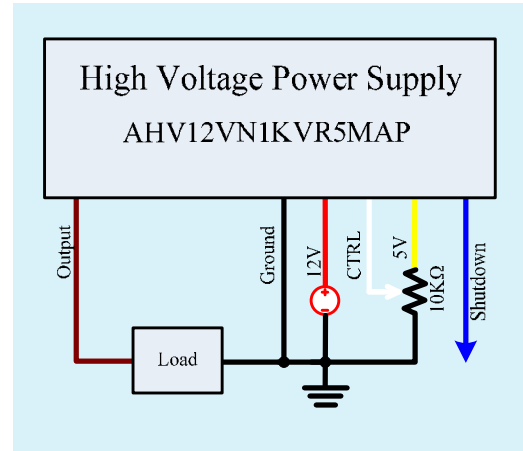 High Voltage Power Supply
AHV12VN1KVR5MAP
Output
Ground
12V
CTRL
5V
10KΩ
Shutdown
Load
+
-